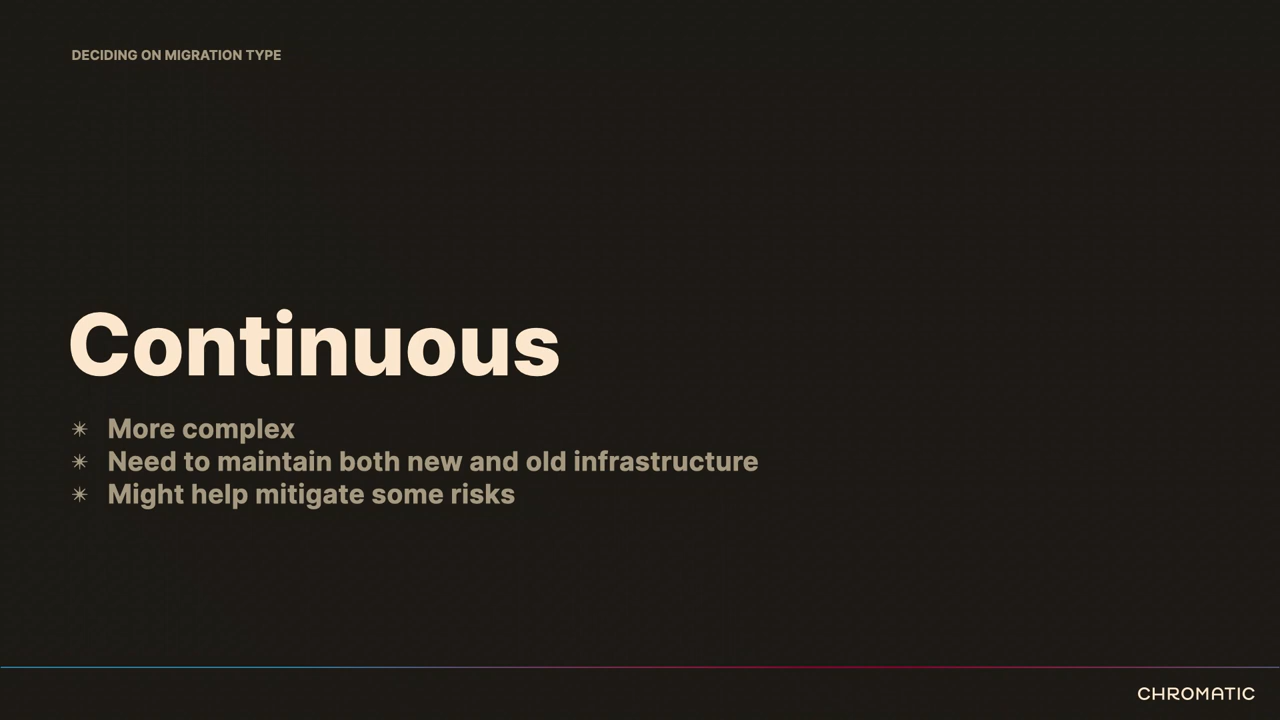 DECIDING ON MIGRATION TYPE
Continuous
✴ More complex
✴ Need to maintain both new and old infrastructure
✴ Might help mitigate some risks
CHROMATIC